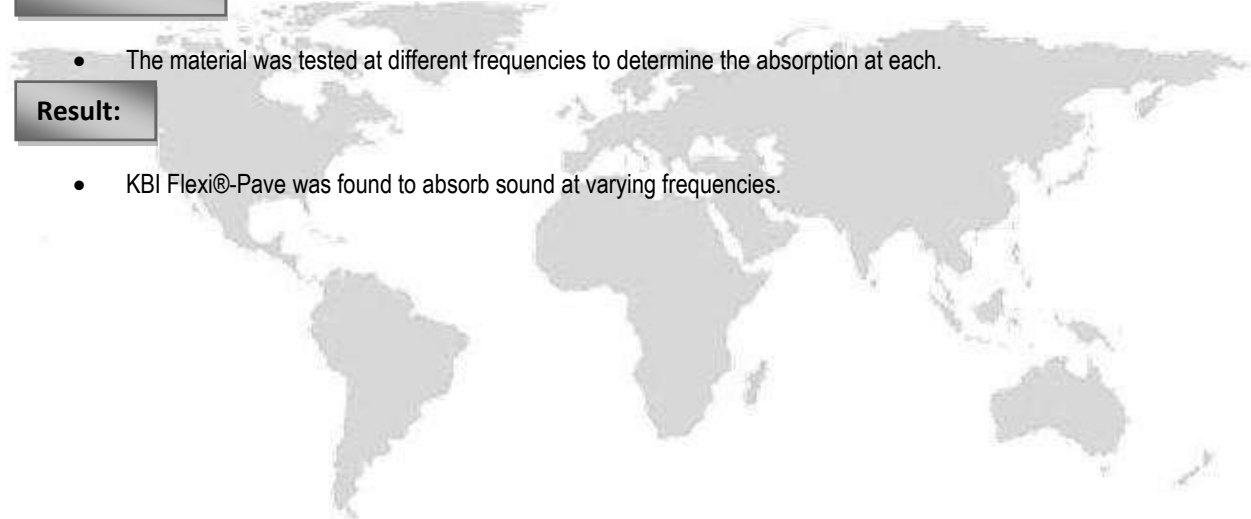 • The material was tested at different frequencies to determine the absorption at each.
Result:
• KBI Flexi®-Pave was found to absorb sound at varying frequencies.